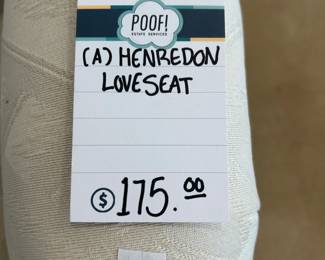 POOF!
ESTATE SERVICES
(A) HENREDON
LOVESEAT
$ 175.00